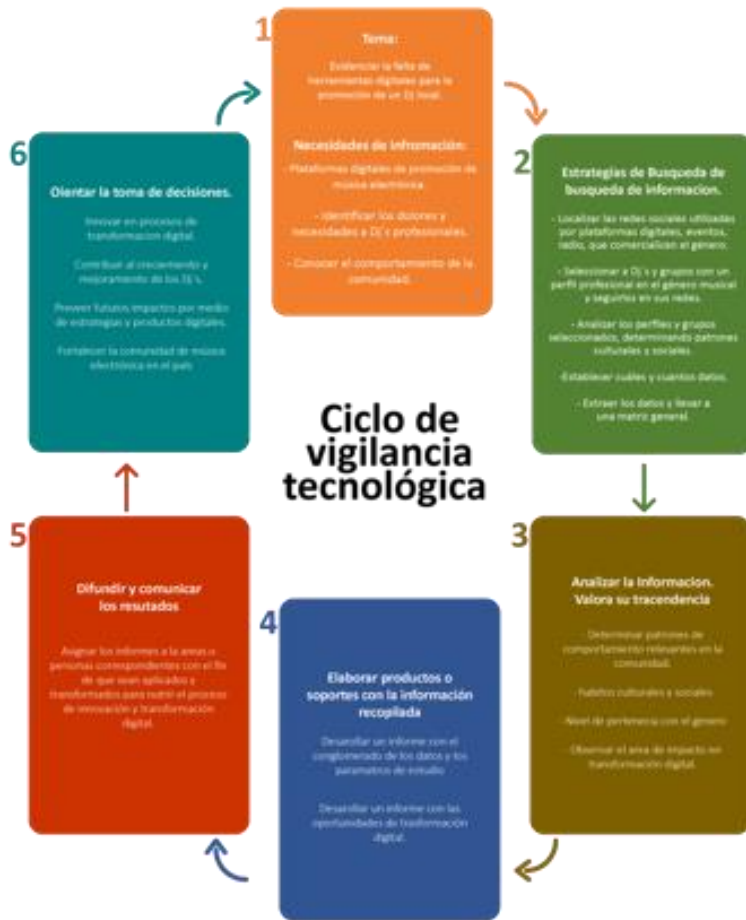 1
Tema:
Evidenciar la falta de
herramientas digitales para la
promoción de un Dj local.
Necesidades de Infromación:
- Plataformas digitales de promoción de
música electrónica
- Identificar los dolores y
necesidades a Dj´s profesionales.
- Conocer el comportamiento de la
comunidad.
2
Estrategias de Busqueda de
busqueda de informacion.
- Localizar las redes sociales utilizadas
por plataformas digitales, eventos,
radio, que comercialicen el género.
- Seleccionar a Dj´s y grupos con un
perfil profesional en el género musical
y seguirlos en sus redes.
- Analizar los perfiles y grupos
seleccionados, determinando patrones
culturales y sociales.
-Establecer cuáles y cuantos datos.
- Extraer los datos y llevar a
una matriz general.
3
Analizar la Informacion.
Valora su tracendencia
- Determinar patrones de
comportamiento relevantes en la
comunidad.
- habitos culturales y sociales
-Nivel de pertenencia con el genero
- Observar el area de impacto en
transformación digital.
4
Elaborar productos o
soportes con la información
recopilada
Desarollar un informe con el
conglomerado de los datos y los
parametros de estudio
Desarollar un informe con las
oportunidades de trasformación
digital.
5
Difundir y comunicar
los resutados
Asignar los informes a la areas o
personas correspondientes con el fin
de que sean aplicados y
transformados para nutrir el proceso
de innovación y transformación
digital.
6
Oientar la toma de decisiones.
Innovar en procesos de
transformacion digital.
Contribuir al crecimiento y
mejoramiento de los Dj´s.
Proveer futuros impactos por medio
de estrategias y productos digitales.
Fortalecer la comunidad de música
electrónica en el país
Ciclo de
vigilancia
tecnológica